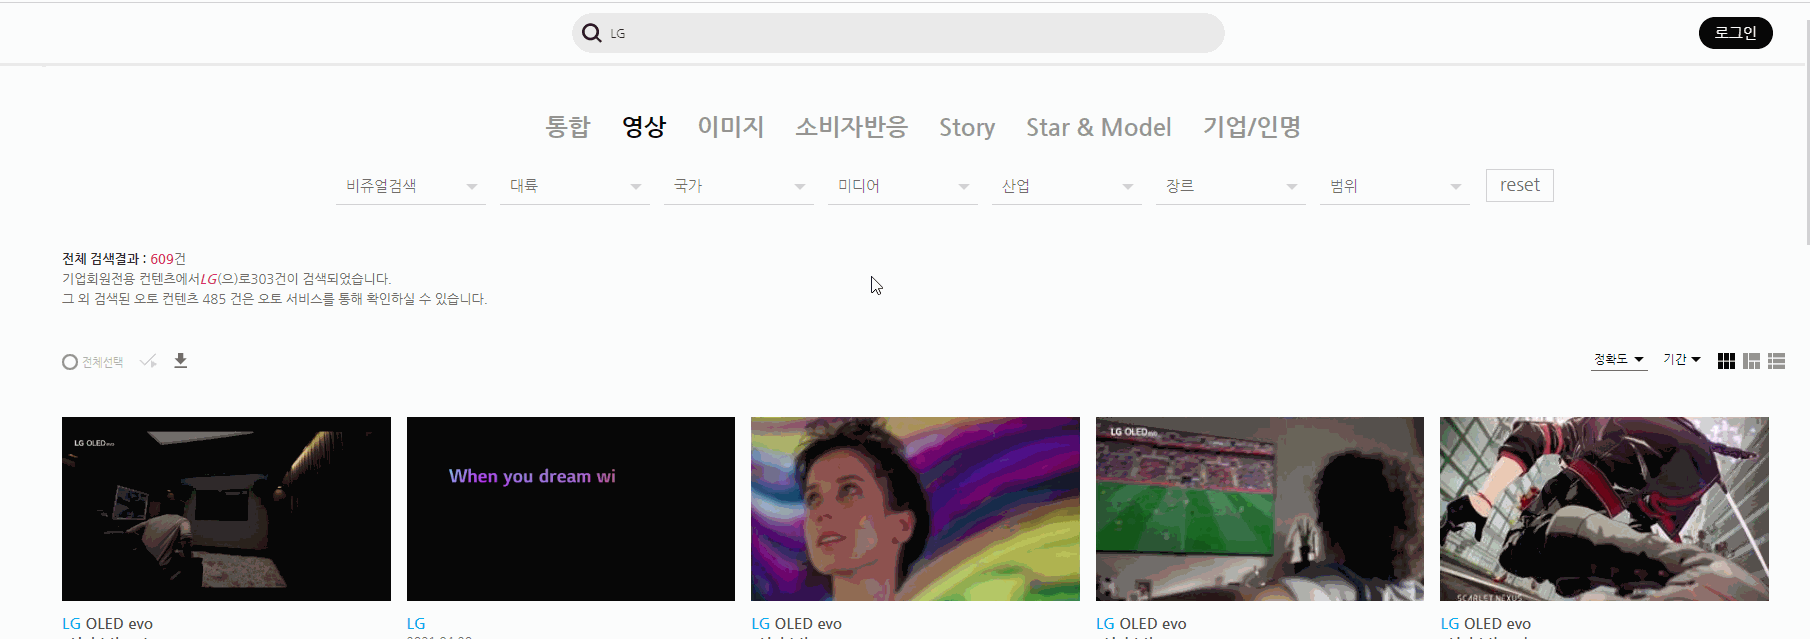 LG
로그인
통합 영상 이미지 소비자반응 Story Star & Model 기업/인명
비쥬얼검색 대륙 국가 미디어 산업 장르 범위 reset
전체 검색결과 : 609건
기업회원전용 컨텐츠에서LG(으)로303건이 검색되었습니다.
그 외 검색된 오토 컨텐츠 485 건은 오토 서비스를 통해 확인하실 수 있습니다.
전체선택
정확도 기간
LG OLED evo
When you dream wi
LG OLED evo
SCARLET NEXUS
LG OLED evo
LG
LG OLED evo
LG OLED evo
LG OLED evo